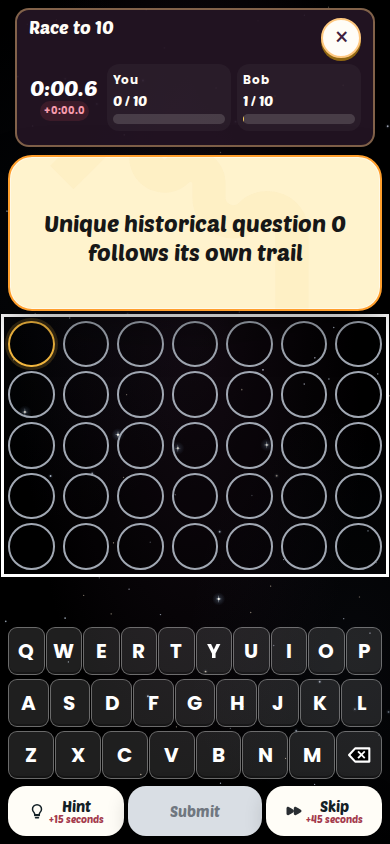 Race to 10
×
0:00.6
+0:00.0
You
0 / 10
Bob
1 / 10
Unique historical question 0
follows its own trail
Q W E R T Y U I O P
A S D F G H J K L
Z X C V B N M
Hint
+15 seconds
Submit
Skip
+45 seconds